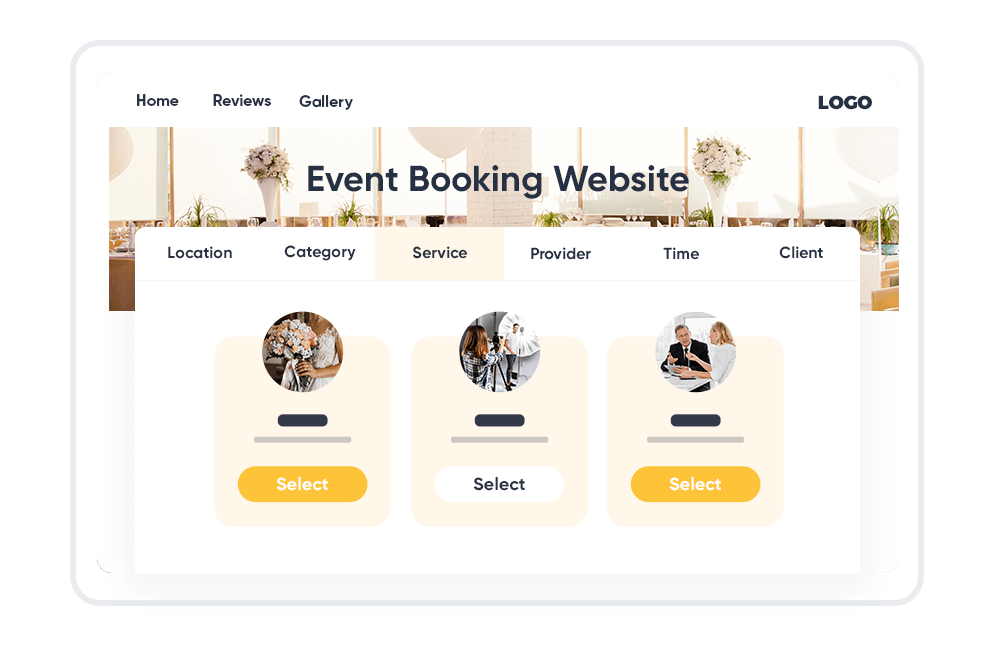 Home Reviews Gallery LOGO
Event Booking Website
Location Category Service Provider Time Client
Select Select Select